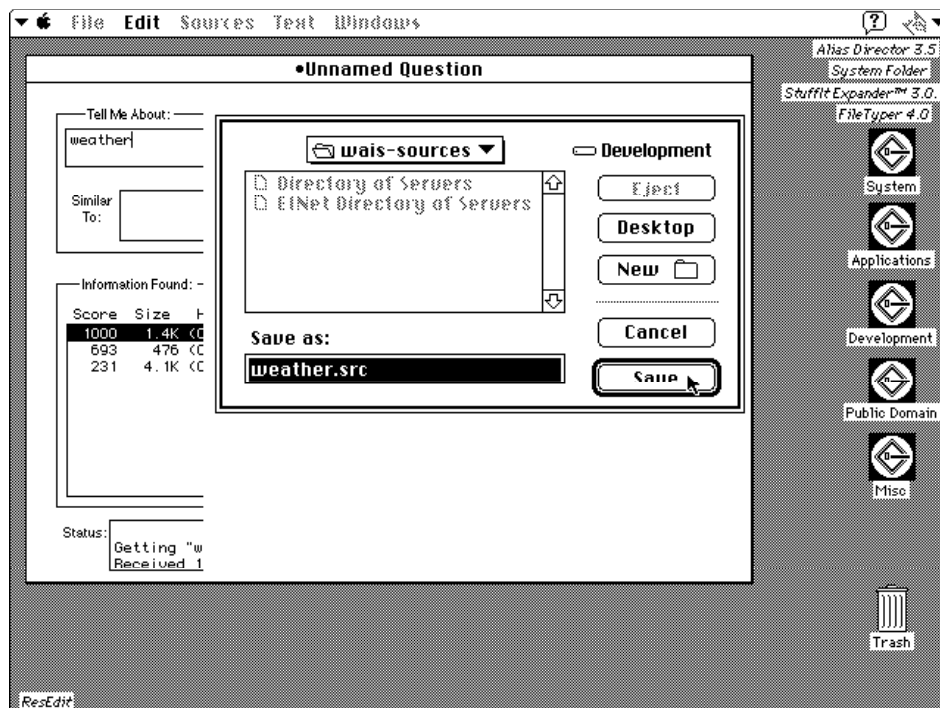 File Edit Sources Text Windows
Alias Director 3.5
System Folder
StuffIt Expander™ 3.0.
FileTyper 4.0
•Unnamed Question
Tell Me About:
weather
Similar To:
Information Found:
Score Size H
1000 1.4K (C
693 476 (C
231 4.1K (C
Status:
Getting "w
Received 1
wais-sources
Development
Directory of Servers
EINet Directory of Servers
Eject
Desktop
New
Save as:
weather.src
Cancel
Save
System
Applications
Development
Public Domain
Misc
Trash
ResEdit